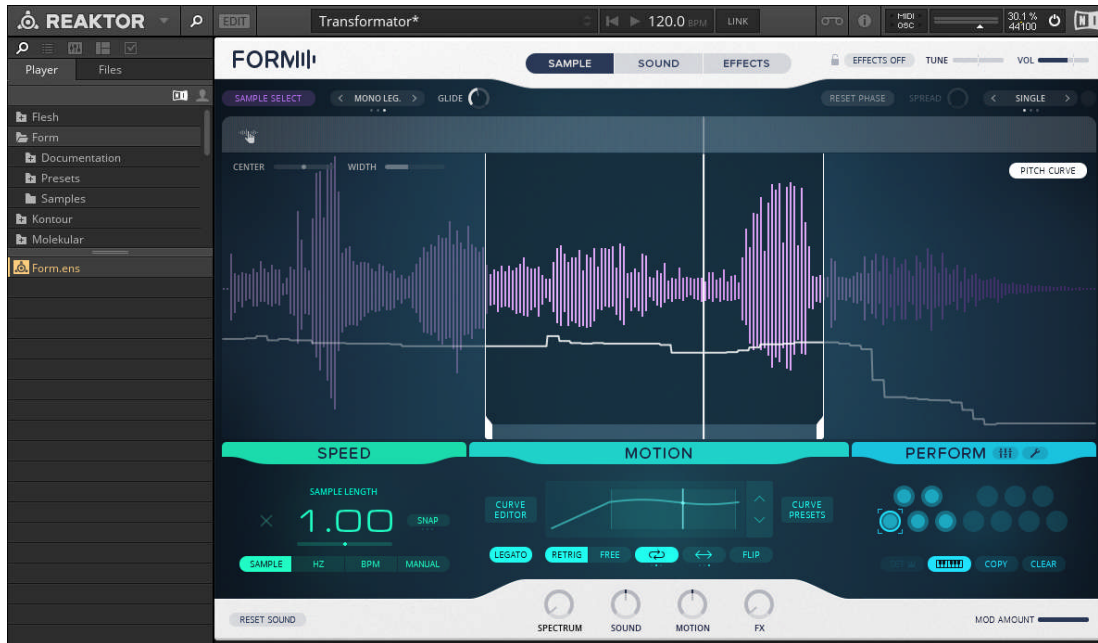 REAKTOR EDIT Transformator* 120.0 BPM LINK MIDI OSC 30.1 % 44100 NI
Player Files
FORM
SAMPLE SOUND EFFECTS
EFFECTS OFF TUNE VOL
SAMPLE SELECT < MONO LEG. > GLIDE RESET PHASE SPREAD < SINGLE >
Flesh
Form
Documentation
Presets
Samples
Kontour
Molekular
Form.ens
CENTER WIDTH PITCH CURVE
SPEED MOTION PERFORM
SAMPLE LENGTH
× 1.00 SNAP
SAMPLE HZ BPM MANUAL
CURVE EDITOR CURVE PRESETS
LEGATO RETRIG FREE FLIP
COPY CLEAR
RESET SOUND SPECTRUM SOUND MOTION FX MOD AMOUNT